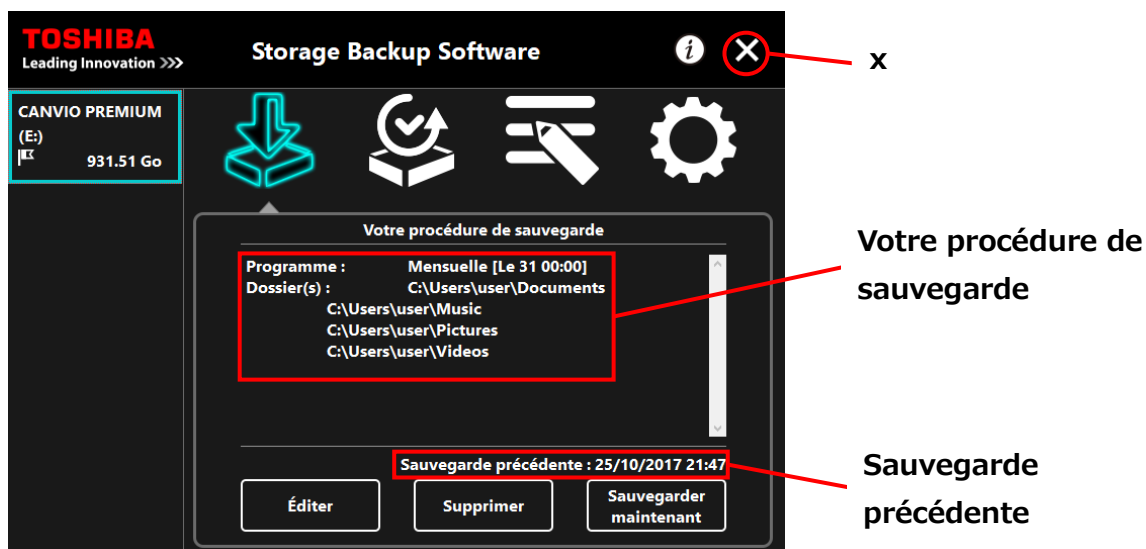 TOSHIBA
Leading Innovation >>>
Storage Backup Software
i
X
x
CANVIO PREMIUM
(E:)
931.51 Go
Votre procédure de sauvegarde
Programme : Mensuelle [Le 31 00:00]
Dossier(s) : C:\Users\user\Documents
C:\Users\user\Music
C:\Users\user\Pictures
C:\Users\user\Videos
Votre procédure de
sauvegarde
Sauvegarde précédente : 25/10/2017 21:47
Sauvegarde
précédente
Éditer
Supprimer
Sauvegarder
maintenant